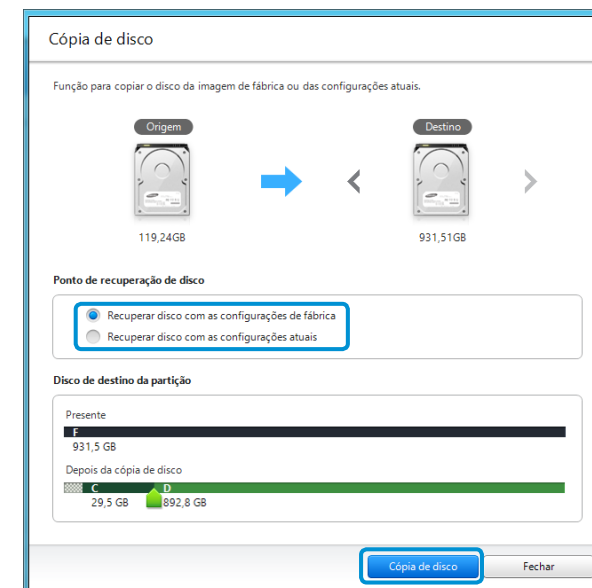 Cópia de disco
Função para copiar o disco da imagem de fábrica ou das configurações atuais.
Origem
Destino
119,24GB
931,51GB
Ponto de recuperação de disco
Recuperar disco com as configurações de fábrica
Recuperar disco com as configurações atuais
Disco de destino da partição
Presente
F
931,5 GB
Depois da cópia de disco
C D
29,5 GB 892,8 GB
Cópia de disco Fechar